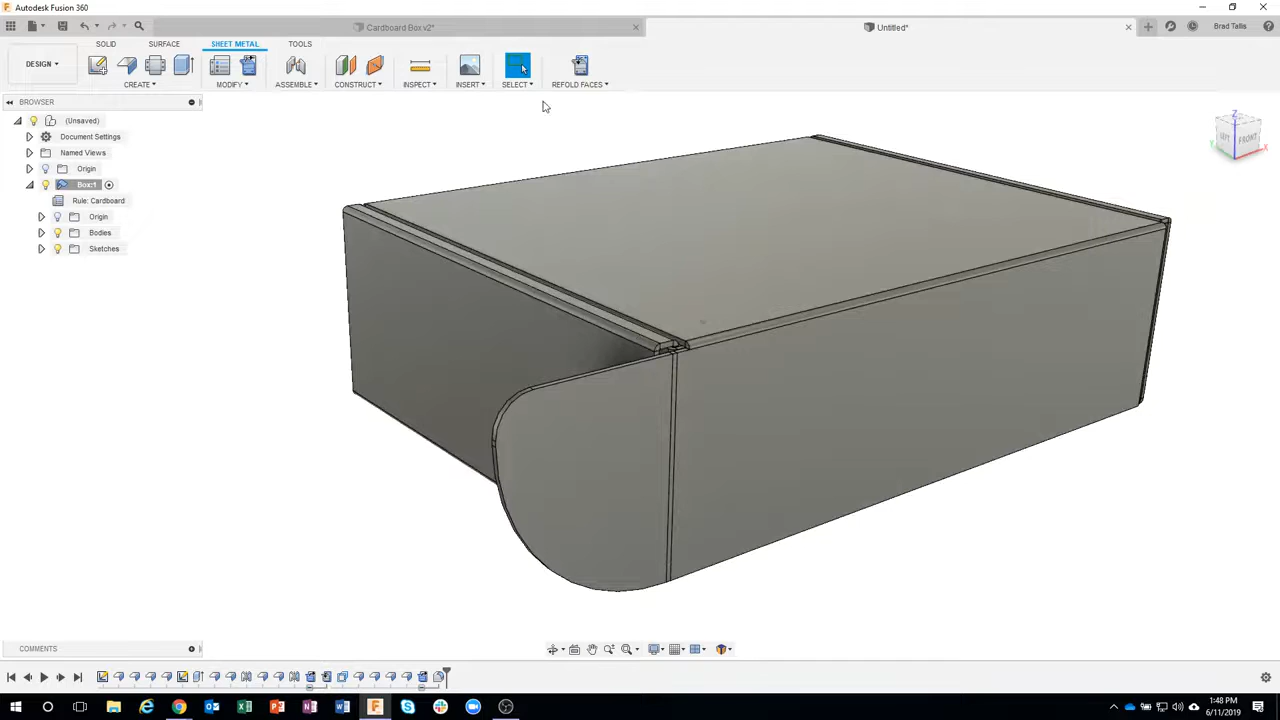 Autodesk Fusion 360
Cardboard Box v2*
Untitled*
Brad Tallis
DESIGN
SOLID
SURFACE
SHEET METAL
TOOLS
CREATE
MODIFY
ASSEMBLE
CONSTRUCT
INSPECT
INSERT
SELECT
REFOLD FACES
BROWSER
(Unsaved)
Document Settings
Named Views
Origin
Box:1
Rule: Cardboard
Origin
Bodies
Sketches
Z
LEFT
FRONT
X
Y
COMMENTS
1:48 PM
6/11/2019